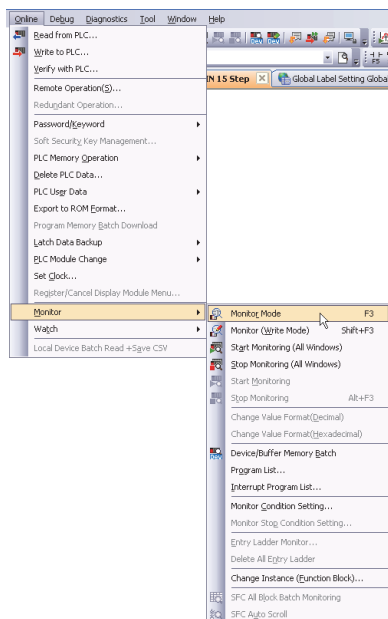 Online Debug Diagnostics Tool Window Help
Read from PLC...
Write to PLC...
Verify with PLC...
Remote Operation(S)...
Redundant Operation...
Password/Keyword
Soft Security Key Management...
PLC Memory Operation
Delete PLC Data...
PLC User Data
Export to ROM Format...
Program Memory Batch Download
Latch Data Backup
PLC Module Change
Set Clock...
Register/Cancel Display Module Menu...
Monitor
Watch
Local Device Batch Read +Save CSV
IN 15 Step Global Label Setting Global
Monitor Mode F3
Monitor (Write Mode) Shift+F3
Start Monitoring (All Windows)
Stop Monitoring (All Windows)
Start Monitoring
Stop Monitoring Alt+F3
Change Value Format(Decimal)
Change Value Format(Hexadecimal)
Device/Buffer Memory Batch
Program List...
Interrupt Program List...
Monitor Condition Setting...
Monitor Stop Condition Setting...
Entry Ladder Monitor...
Delete All Entry Ladder
Change Instance (Function Block)...
SFC All Block Batch Monitoring
SFC Auto Scroll